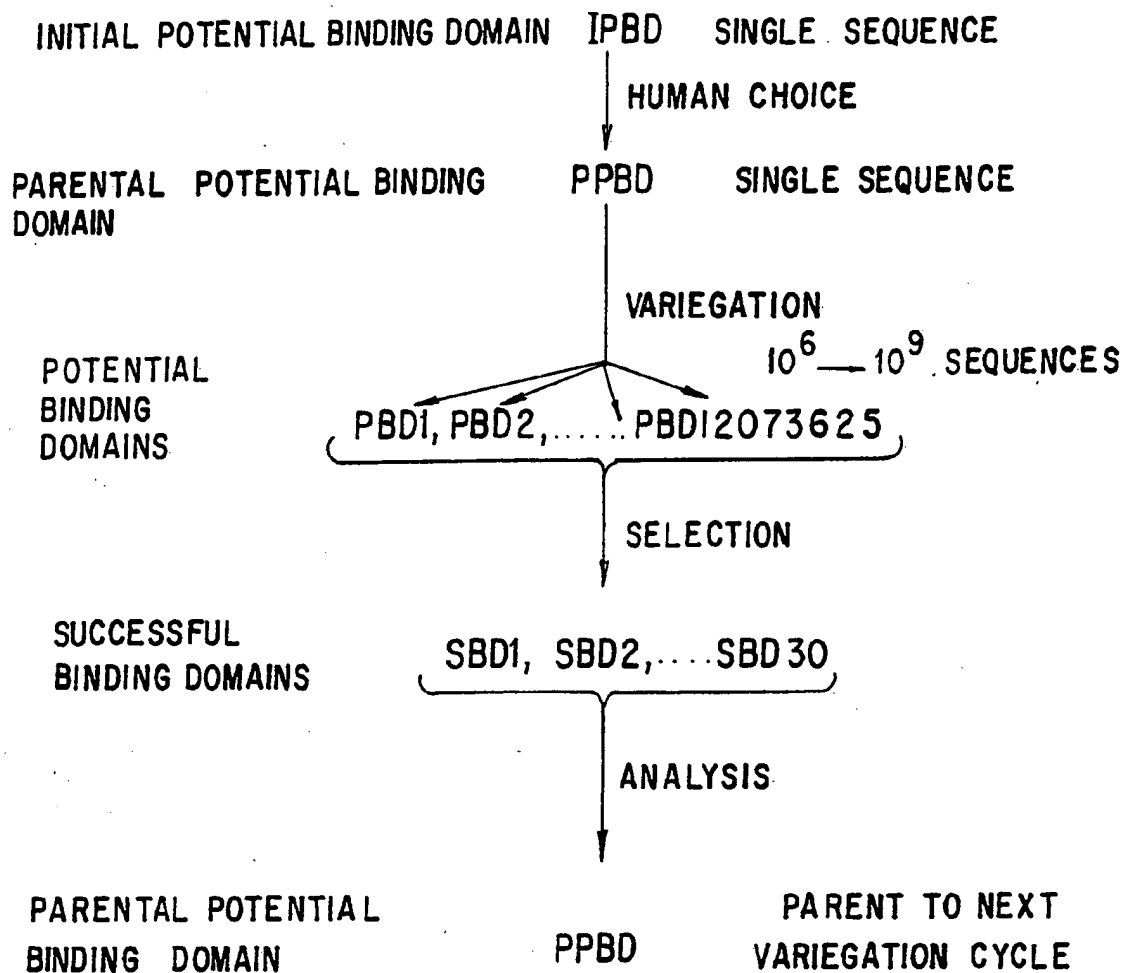 INITIAL POTENTIAL BINDING DOMAIN IPBD SINGLE SEQUENCE
HUMAN CHOICE
PARENTAL POTENTIAL BINDING DOMAIN PPBD SINGLE SEQUENCE
VARIEGATION
10^6 — 10^9 SEQUENCES
POTENTIAL
BINDING
DOMAINS
PBD1, PBD2, ...... PBD12073625
SELECTION
SUCCESSFUL
BINDING DOMAINS
SBD1, SBD2, .... SBD30
ANALYSIS
PARENTAL POTENTIAL
BINDING DOMAIN
PPBD
PARENT TO NEXT
VARIEGATION CYCLE